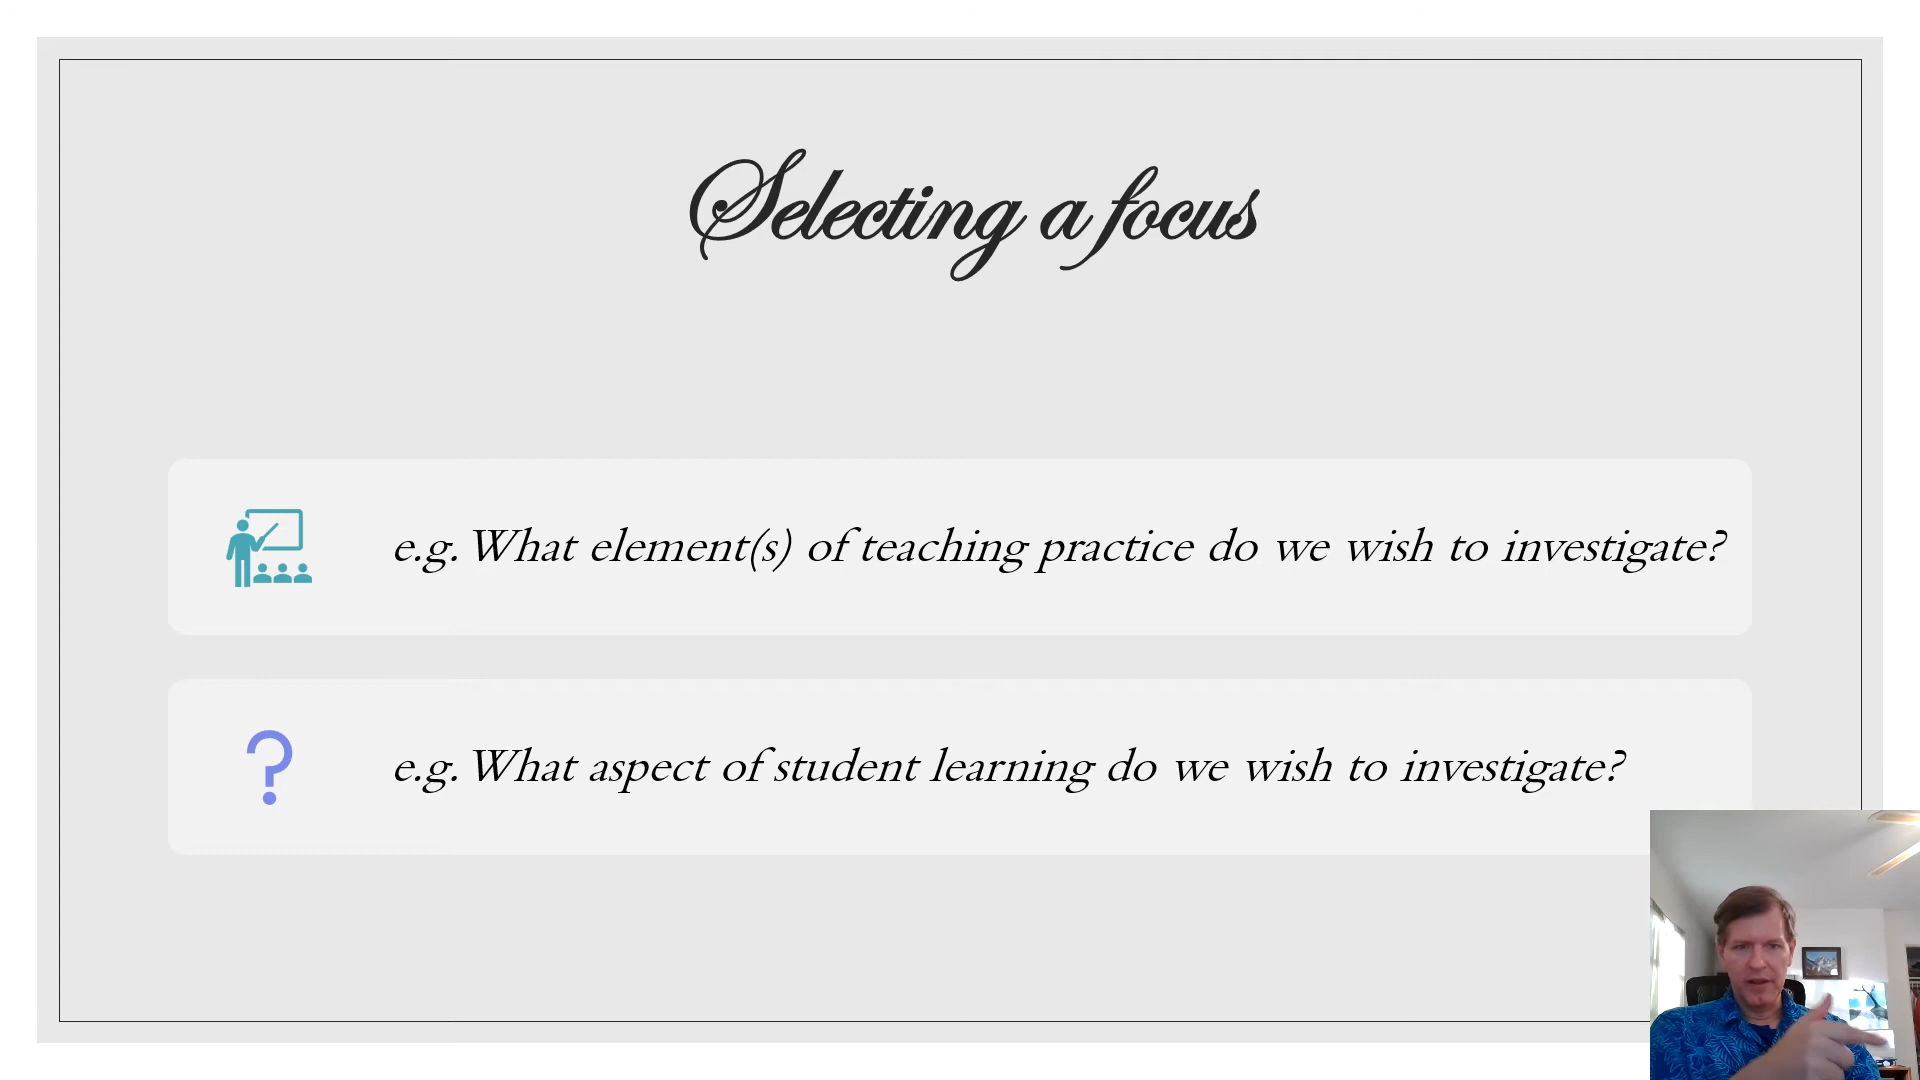 Selecting a focus
e.g. What element(s) of teaching practice do we wish to investigate?
e.g. What aspect of student learning do we wish to investigate?